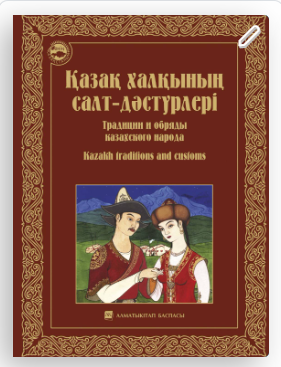 Қазақ халқының
салт-дәстүрлері
Традиции и обряды
казахского народа
Kazakh traditions and customs
АЛМАТЫКІТАП БАСПАСЫ